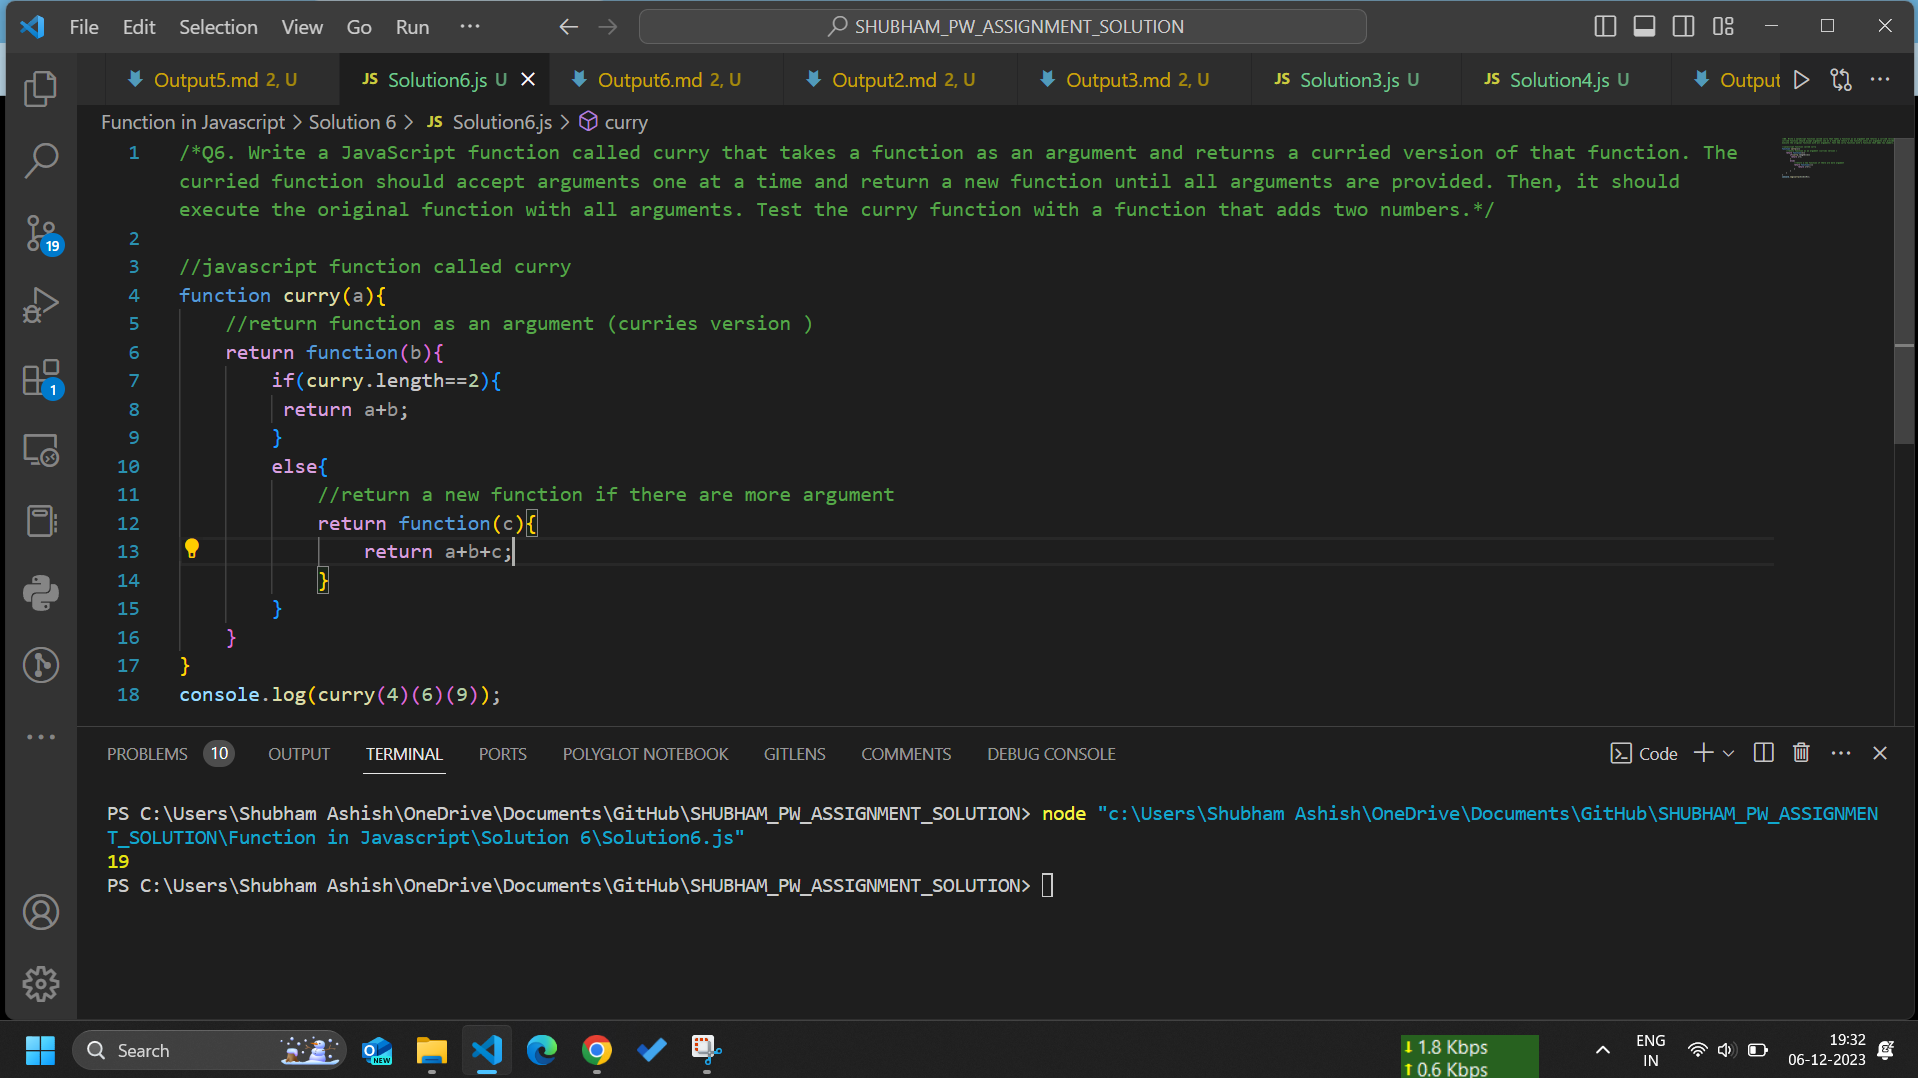 File Edit Selection View Go Run ··· SHUBHAM_PW_ASSIGNMENT_SOLUTION
Output5.md 2, U JS Solution6.js U Output6.md 2, U Output2.md 2, U Output3.md 2, U JS Solution3.js U JS Solution4.js U Output
Function in Javascript > Solution 6 > JS Solution6.js > curry
1 /*Q6. Write a JavaScript function called curry that takes a function as an argument and returns a curried version of that function. The
curried function should accept arguments one at a time and return a new function until all arguments are provided. Then, it should
execute the original function with all arguments. Test the curry function with a function that adds two numbers.*/
2
3 //javascript function called curry
4 function curry(a){
5 //return function as an argument (curries version )
6 return function(b){
7 if(curry.length==2){
8 return a+b;
9 }
10 else{
11 //return a new function if there are more argument
12 return function(c){
13 return a+b+c;
14 }
15 }
16 }
17 }
18 console.log(curry(4)(6)(9));
19
1
PROBLEMS 10 OUTPUT TERMINAL PORTS POLYGLOT NOTEBOOK GITLENS COMMENTS DEBUG CONSOLE Code
PS C:\Users\Shubham Ashish\OneDrive\Documents\GitHub\SHUBHAM_PW_ASSIGNMENT_SOLUTION> node "c:\Users\Shubham Ashish\OneDrive\Documents\GitHub\SHUBHAM_PW_ASSIGNMEN
T_SOLUTION\Function in Javascript\Solution 6\Solution6.js"
19
PS C:\Users\Shubham Ashish\OneDrive\Documents\GitHub\SHUBHAM_PW_ASSIGNMENT_SOLUTION>
Search NEW
↓ 1.8 Kbps
↑ 0.6 Kbps
ENG
IN
19:32
06-12-2023